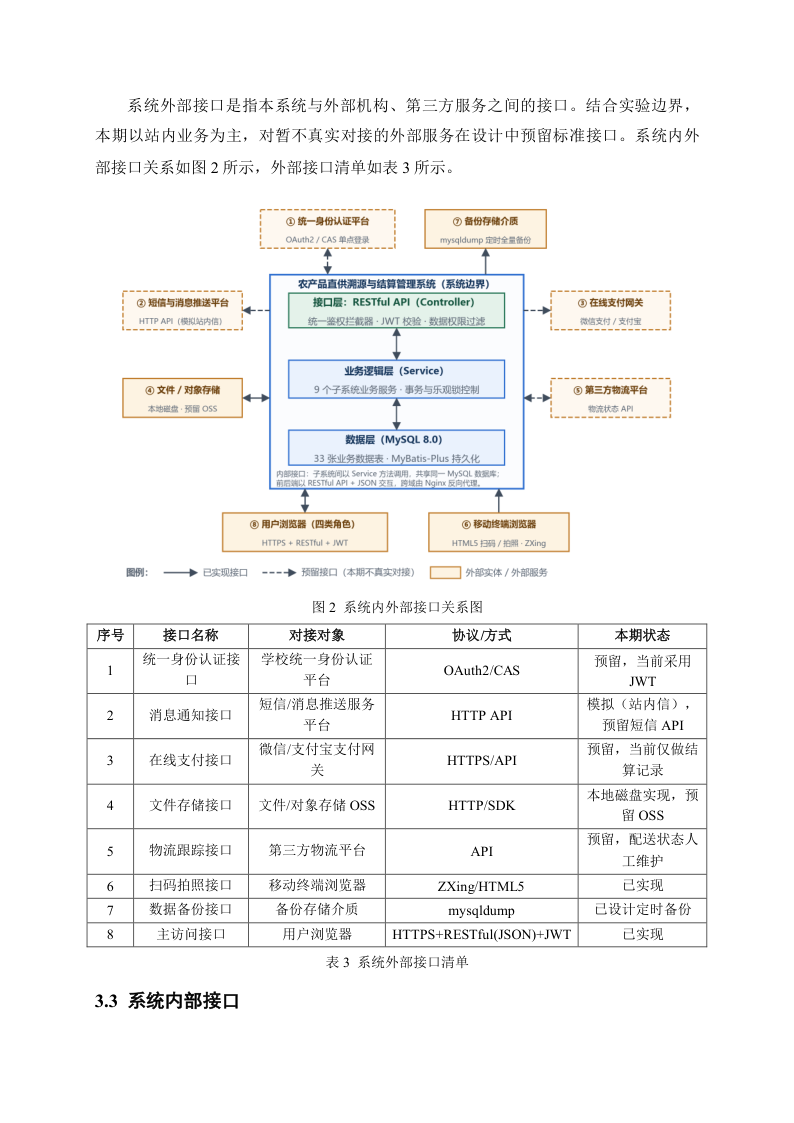 系统外部接口是指本系统与外部机构、第三方服务之间的接口。结合实验边界，
本期以站内业务为主，对暂不真实对接的外部服务在设计中预留标准接口。系统内外
部接口关系如图 2 所示，外部接口清单如表 3 所示。
① 统一身份认证平台
OAuth2 / CAS 单点登录
⑦ 备份存储介质
mysqldump 定时全量备份
农产品直供溯源与结算管理系统（系统边界）
② 短信与消息推送平台
HTTP API（模拟站内信）
接口层：RESTful API（Controller）
统一鉴权拦截器 · JWT 校验 · 数据权限过滤
③ 在线支付网关
微信支付 / 支付宝
业务逻辑层（Service）
9 个子系统业务服务 · 事务与乐观锁控制
④ 文件 / 对象存储
本地磁盘 · 预留 OSS
⑤ 第三方物流平台
物流状态 API
数据层（MySQL 8.0）
33 张业务数据表 · MyBatis-Plus 持久化
内部接口：子系统间以 Service 方法调用，共享同一 MySQL 数据库；
前后端以 RESTful API + JSON 交互，跨域由 Nginx 反向代理。
⑧ 用户浏览器（四类角色）
HTTPS + RESTful + JWT
⑥ 移动终端浏览器
HTML5 扫码 / 拍照 · ZXing
图例： 已实现接口 预留接口（本期不真实对接） 外部实体 / 外部服务
图 2 系统内外部接口关系图
序号 接口名称 对接对象 协议/方式 本期状态
1 统一身份认证接口 学校统一身份认证平台 OAuth2/CAS 预留，当前采用 JWT
2 消息通知接口 短信/消息推送服务平台 HTTP API 模拟（站内信），预留短信 API
3 在线支付接口 微信/支付宝支付网关 HTTPS/API 预留，当前仅做结算记录
4 文件存储接口 文件/对象存储 OSS HTTP/SDK 本地磁盘实现，预留 OSS
5 物流跟踪接口 第三方物流平台 API 预留，配送状态人工维护
6 扫码拍照接口 移动终端浏览器 ZXing/HTML5 已实现
7 数据备份接口 备份存储介质 mysqldump 已设计定时备份
8 主访问接口 用户浏览器 HTTPS+RESTful(JSON)+JWT 已实现
表 3 系统外部接口清单
3.3 系统内部接口